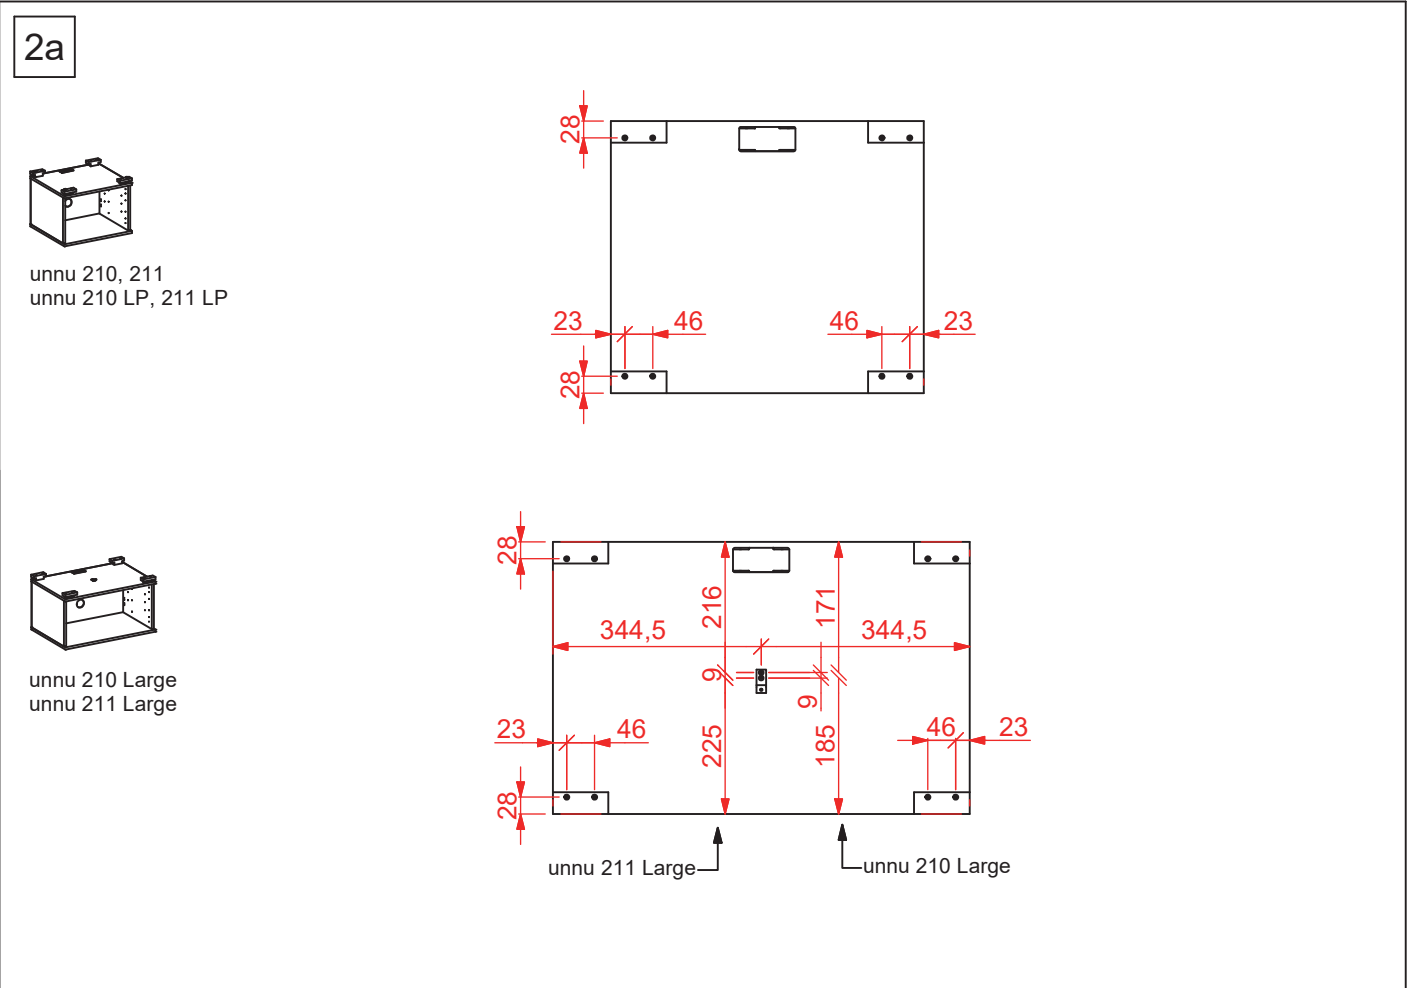 2a
28
unnu 210, 211
unnu 210 LP, 211 LP
23 46 46 23
28
28
216 171
344,5 344,5
9
9
unnu 210 Large
unnu 211 Large
23 46 225 185 46 23
28
unnu 211 Large
unnu 210 Large